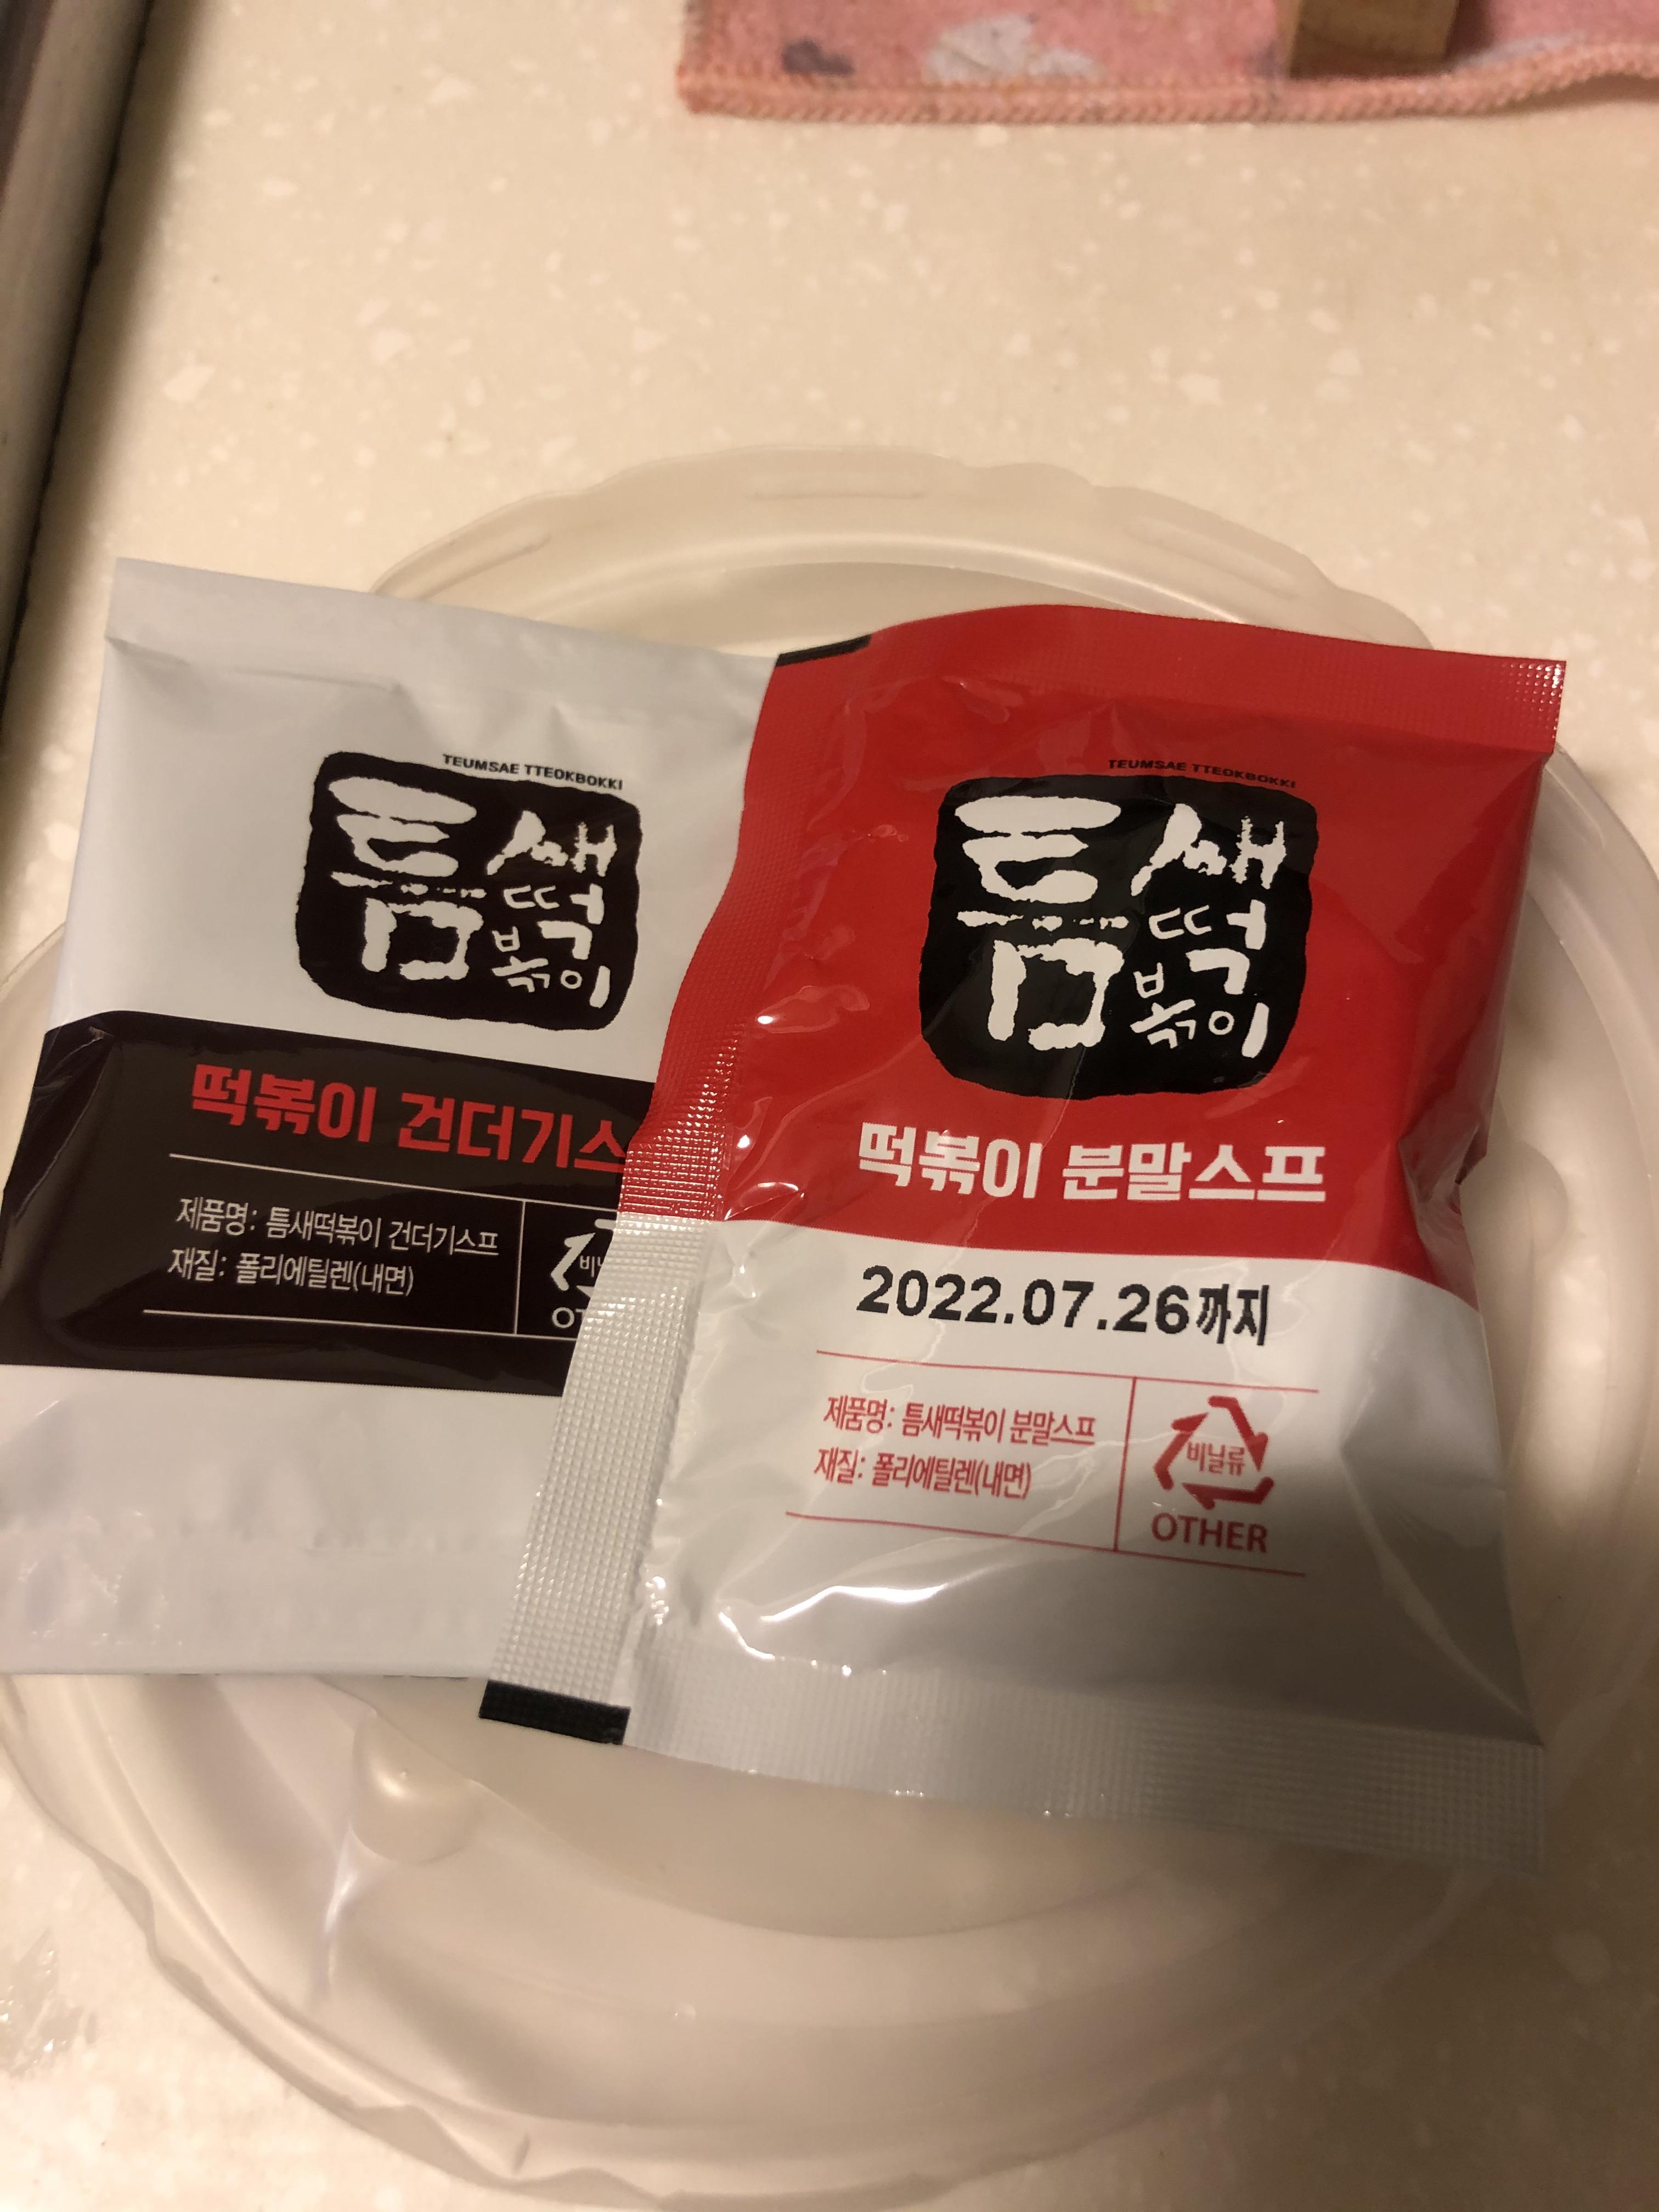 TEUMSAE TTEOKBOKKI
틈새
떡
볶이
떡볶이 건더기스
제품명: 틈새떡볶이 건더기스프
재질: 폴리에틸렌(내면)
TEUMSAE TTEOKBOKKI
틈새
떡
볶이
떡볶이 분말스프
2022.07.26까지
제품명: 틈새떡볶이 분말스프
재질: 폴리에틸렌(내면)
비닐류
OTHER